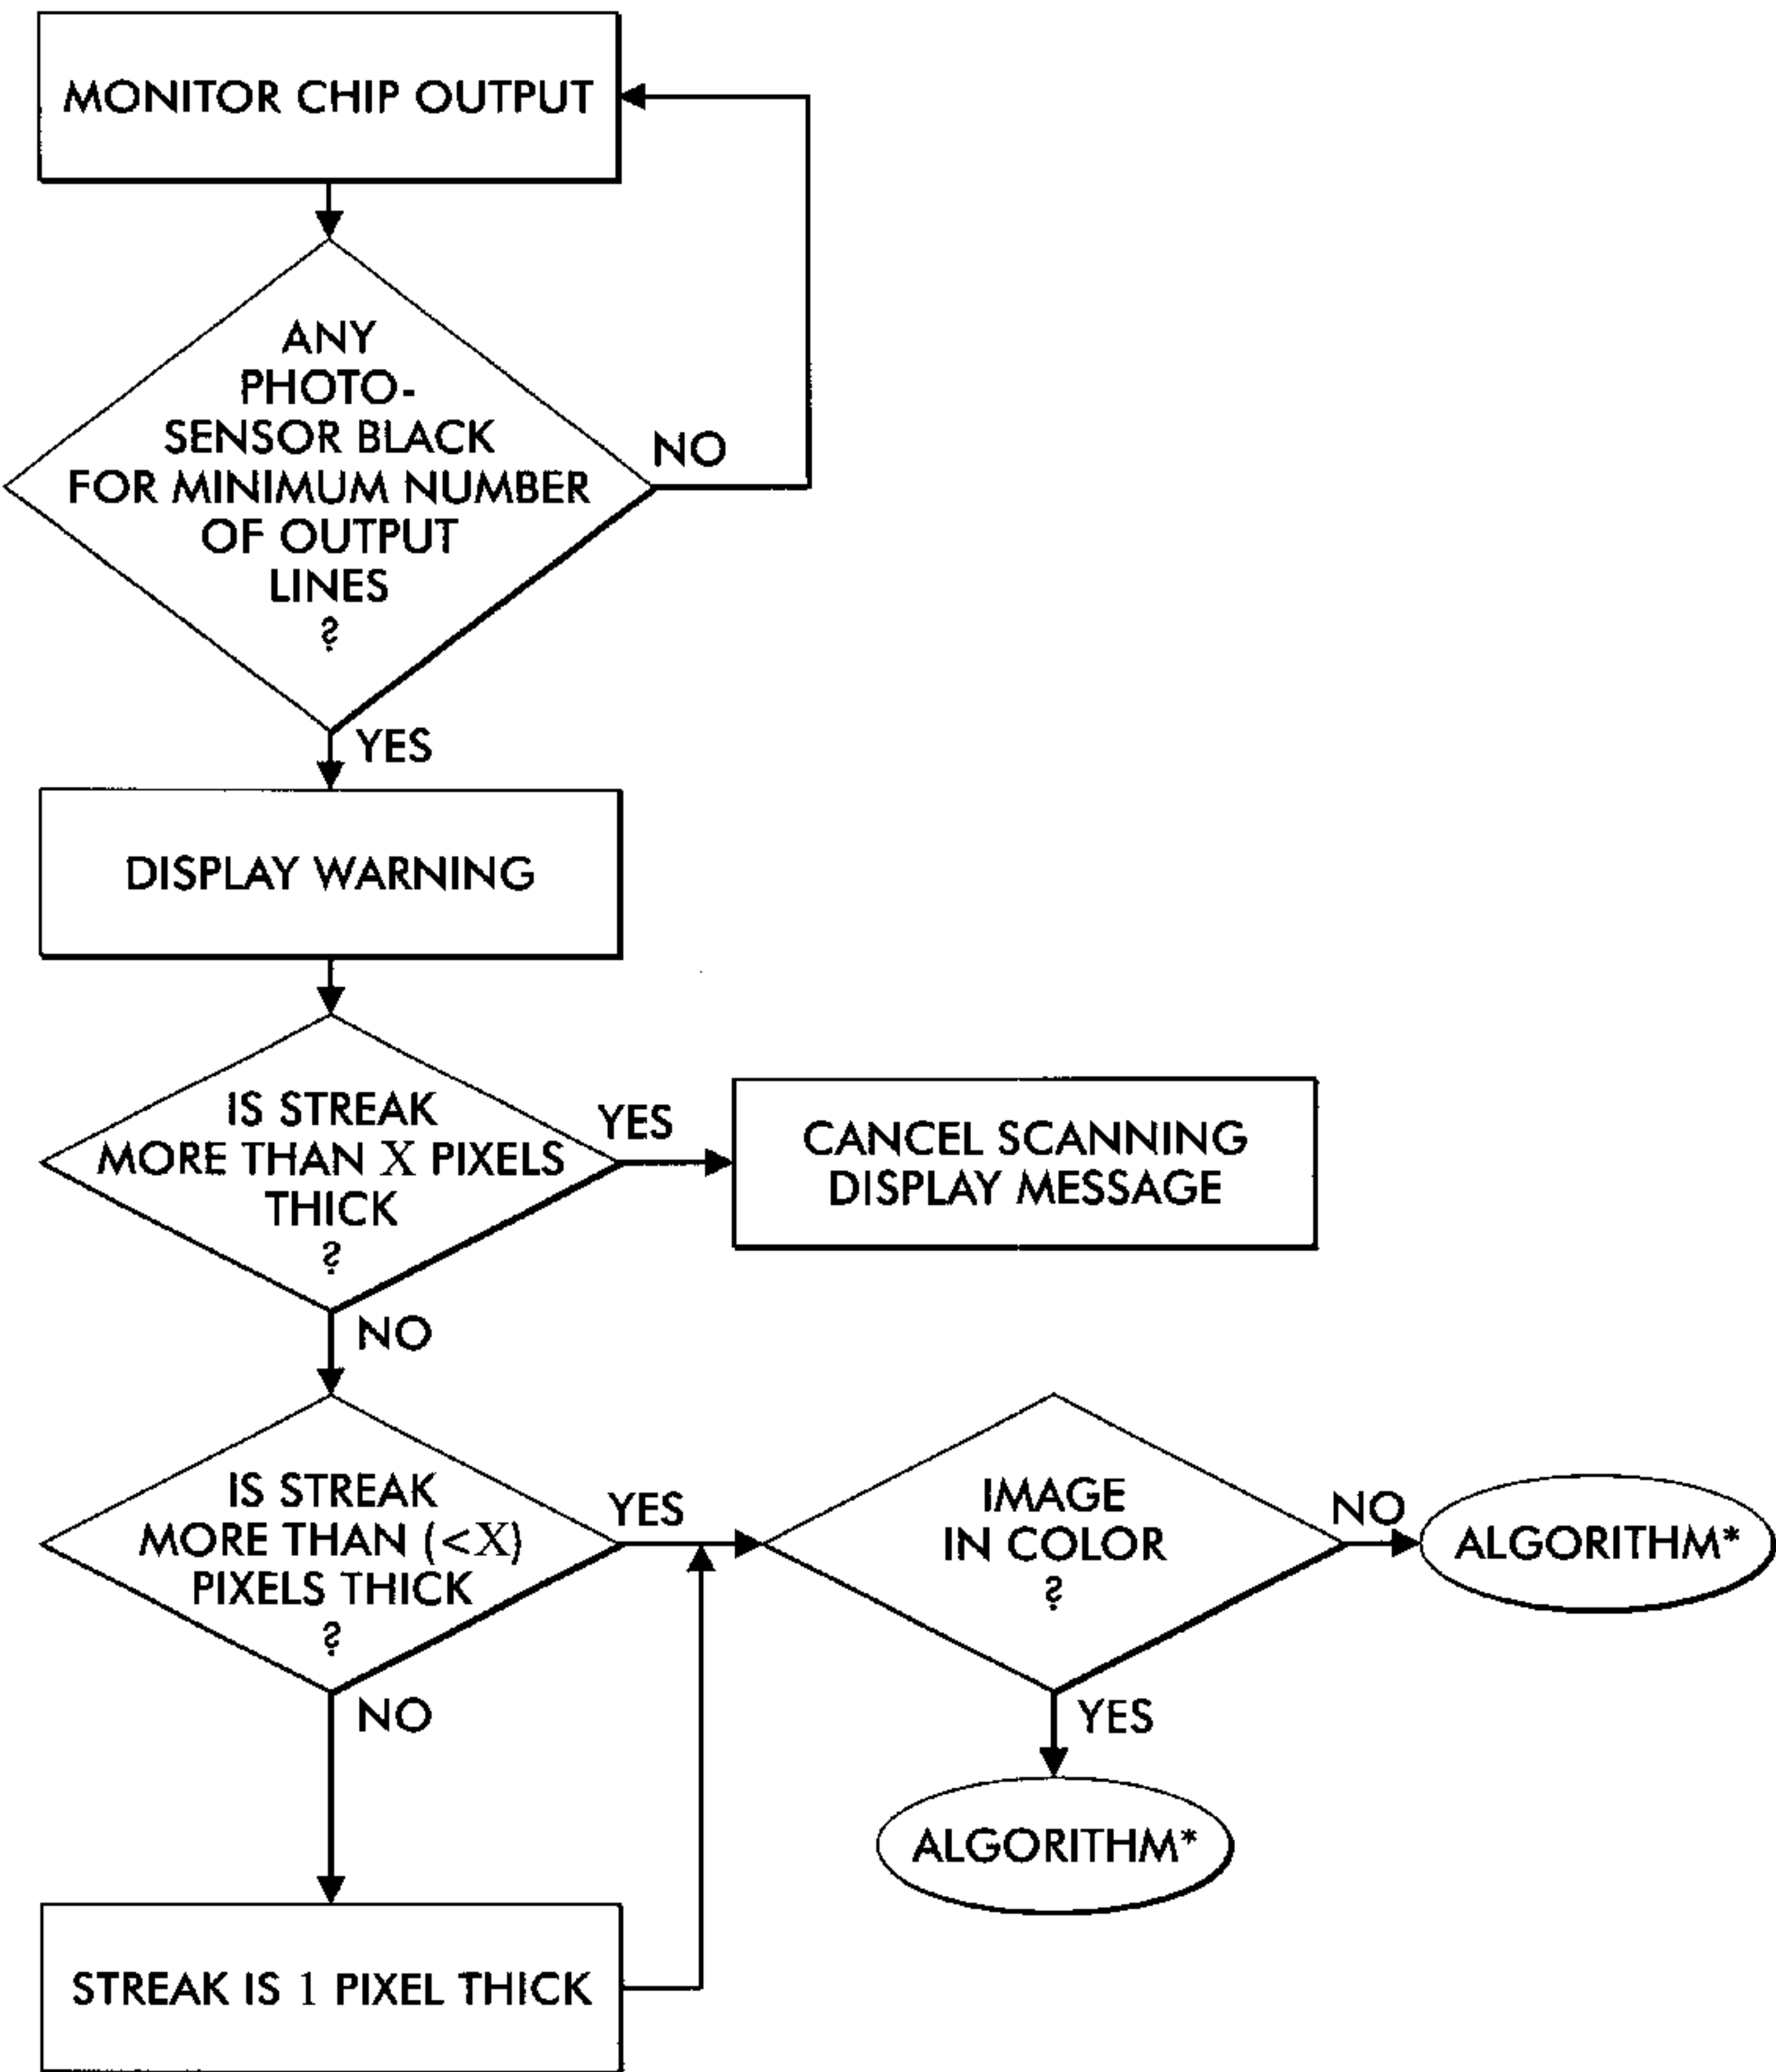 MONITOR CHIP OUTPUT
ANY
PHOTO-
SENSOR BLACK
FOR MINIMUM NUMBER
OF OUTPUT
LINES
?
NO
YES
DISPLAY WARNING
IS STREAK
MORE THAN X PIXELS
THICK
?
YES
CANCEL SCANNING
DISPLAY MESSAGE
NO
IS STREAK
MORE THAN (<X)
PIXELS THICK
?
YES
IMAGE
IN COLOR
?
NO
ALGORITHM*
NO
YES
ALGORITHM*
STREAK IS 1 PIXEL THICK